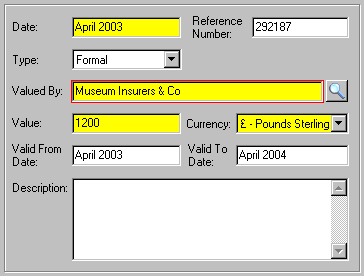 Date: April 2003 Reference Number: 292187
Type: Formal
Valued By: Museum Insurers & Co
Value: 1200 Currency: £ - Pounds Sterling
Valid From Date: April 2003 Valid To Date: April 2004
Description: